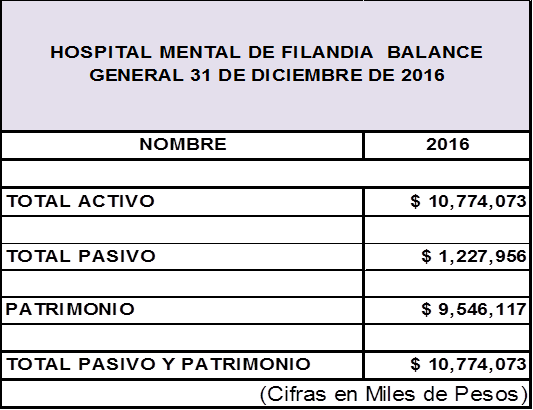 HOSPITAL MENTAL DE FILANDIA BALANCE
GENERAL 31 DE DICIEMBRE DE 2016
NOMBRE 2016
TOTAL ACTIVO $ 10,774,073
TOTAL PASIVO $ 1,227,956
PATRIMONIO $ 9,546,117
TOTAL PASIVO Y PATRIMONIO $ 10,774,073
(Cifras en Miles de Pesos)